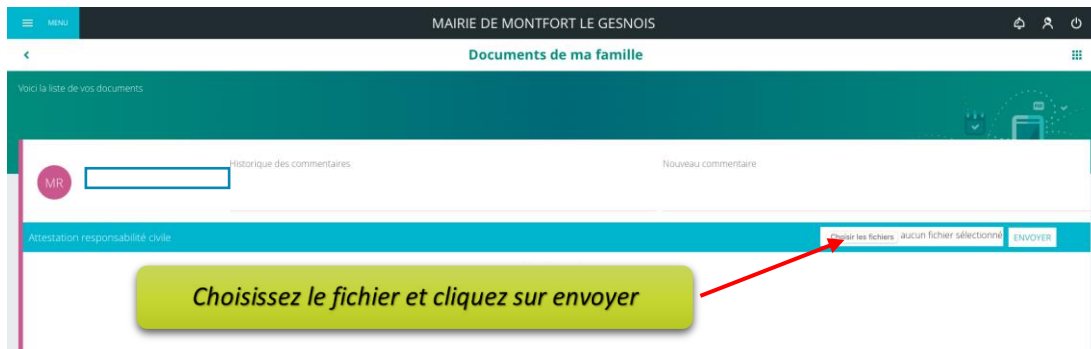 MENU
MAIRIE DE MONTFORT LE GESNOIS
Documents de ma famille
Voici la liste de vos documents
MR
Historique des commentaires
Nouveau commentaire
Attestation responsabilité civile
Choisir les fichiers aucun fichier sélectionné ENVOYER
Choisissez le fichier et cliquez sur envoyer